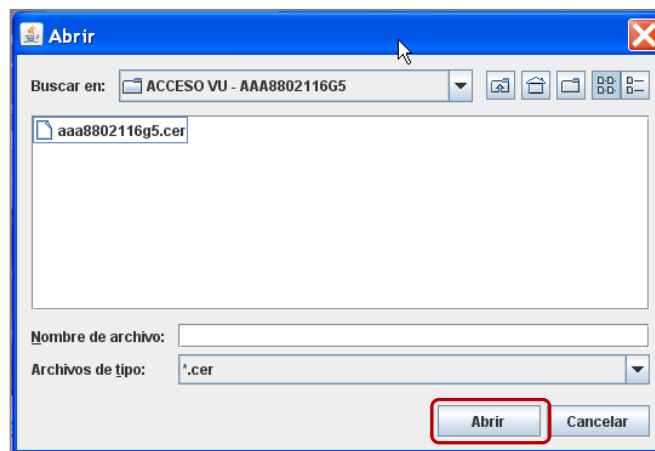 Abrir
Buscar en: ACCESO VU - AAA8802116G5
aaa8802116g5.cer
Nombre de archivo:
Archivos de tipo: *.cer
Abrir Cancelar